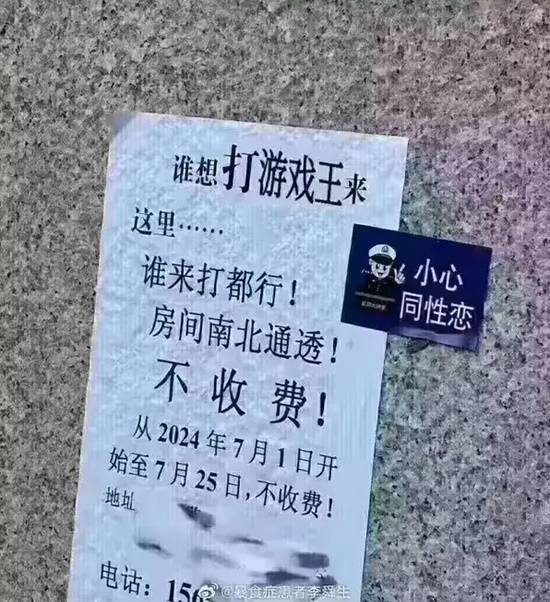 谁想打游戏王来
这里……
谁来打都行！
房间南北通透！
不收费！
从2024年7月1日开
始至7月25日,不收费！
地址
电话：156
小心
同性恋
@暴食症患者李舜生